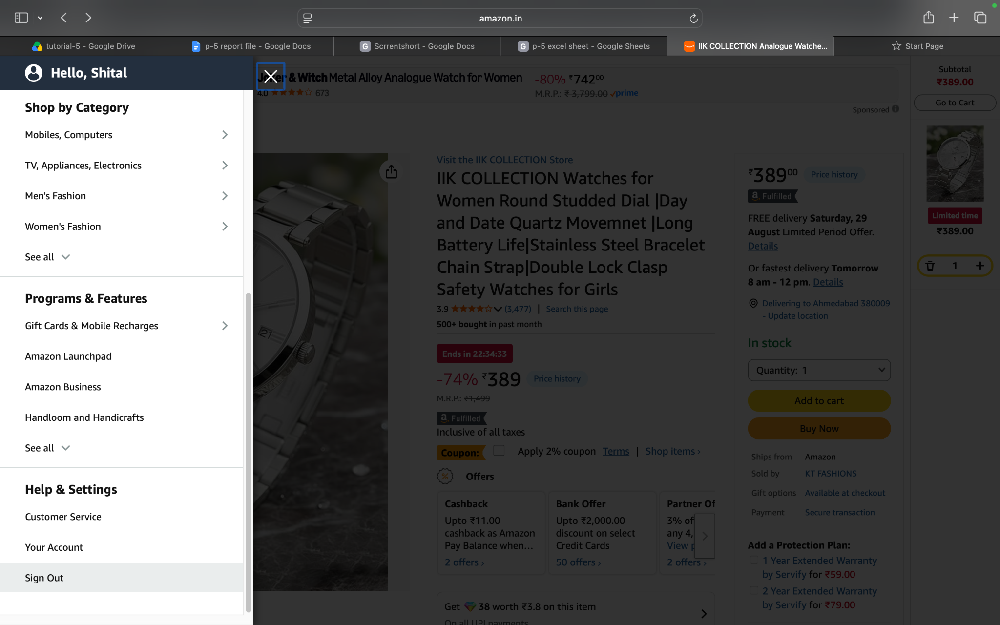 amazon.in
tutorial-5 - Google Drive
p-5 report file - Google Docs
G Scrrentshort - Google Docs
G p-5 excel sheet - Google Sheets
IIK COLLECTION Analogue Watche...
Start Page
Hello, Shital
Shop by Category
Mobiles, Computers
TV, Appliances, Electronics
Men's Fashion
Women's Fashion
See all
Programs & Features
Gift Cards & Mobile Recharges
Amazon Launchpad
Amazon Business
Handloom and Handicrafts
See all
Help & Settings
Customer Service
Your Account
Sign Out
& Witch Metal Alloy Analogue Watch for Women
4.0 673
-80% ₹74200
M.R.P.: ₹3,799.00 prime
Sponsored
Visit the IIK COLLECTION Store
IIK COLLECTION Watches for
Women Round Studded Dial |Day
and Date Quartz Movemnet |Long
Battery Life|Stainless Steel Bracelet
Chain Strap|Double Lock Clasp
Safety Watches for Girls
3.9 (3,477) | Search this page
500+ bought in past month
Ends in 22:34:33
-74% ₹389 Price history
M.R.P.: ₹1,499
a Fulfilled
Inclusive of all taxes
Coupon: Apply 2% coupon Terms | Shop items ›
% Offers
Cashback
Upto ₹11.00
cashback as Amazon
Pay Balance when...
2 offers ›
Bank Offer
Upto ₹2,000.00
discount on select
Credit Cards
50 offers ›
Partner Of
3% of
any 4,
View
2 offers ›
Get 38 worth ₹3.8 on this item
On all UPI payments
21
₹38900 Price history
a Fulfilled
FREE delivery Saturday, 29
August Limited Period Offer.
Details
Or fastest delivery Tomorrow
8 am - 12 pm. Details
Delivering to Ahmedabad 380009
- Update location
In stock
Quantity: 1
Add to cart
Buy Now
Ships from Amazon
Sold by KT FASHIONS
Gift options Available at checkout
Payment Secure transaction
Add a Protection Plan:
1 Year Extended Warranty
by Servify for ₹59.00
2 Year Extended Warranty
by Servify for ₹79.00
Subtotal
₹389.00
Go to Cart
Limited time
₹389.00
1